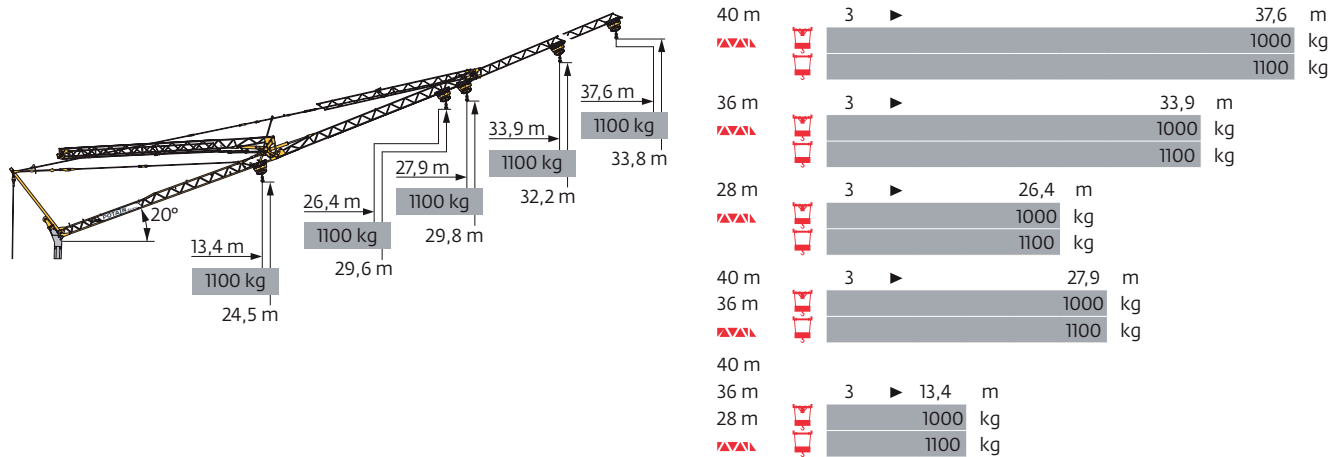 37,6 m
1100 kg
33,8 m
33,9 m
1100 kg
32,2 m
27,9 m
1100 kg
29,8 m
26,4 m
1100 kg
29,6 m
20°
13,4 m
1100 kg
24,5 m
40 m 3 ► 37,6 m
1000 kg
1100 kg
36 m 3 ► 33,9 m
1000 kg
1100 kg
28 m 3 ► 26,4 m
1000 kg
1100 kg
40 m 3 ► 27,9 m
36 m 1000 kg
1100 kg
40 m
36 m 3 ► 13,4 m
28 m 1000 kg
1100 kg